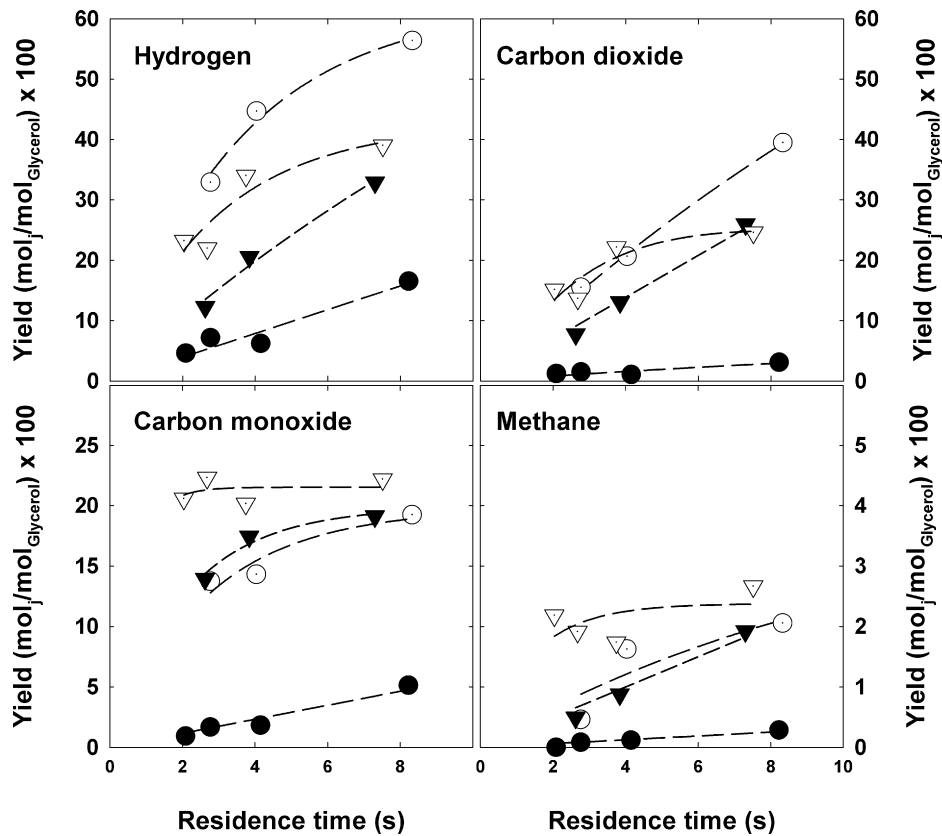 60
50
40
30
20
10
0
Hydrogen
Yield (molj/molGlycerol) x 100
Carbon dioxide
60
50
40
30
20
10
0
Yield (molj/molGlycerol) x 100
25
20
15
10
5
0
Carbon monoxide
Yield (molj/molGlycerol) x 100
Methane
5
4
3
2
1
0
Yield (molj/molGlycerol) x 100
0 2 4 6 8
0 2 4 6 8 10
Residence time (s)
Residence time (s)